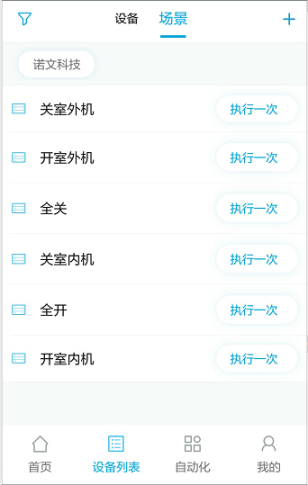 设备 场景
诺文科技
关室外机 执行一次
开室外机 执行一次
全关 执行一次
关室内机 执行一次
全开 执行一次
开室内机 执行一次
首页 设备列表 自动化 我的